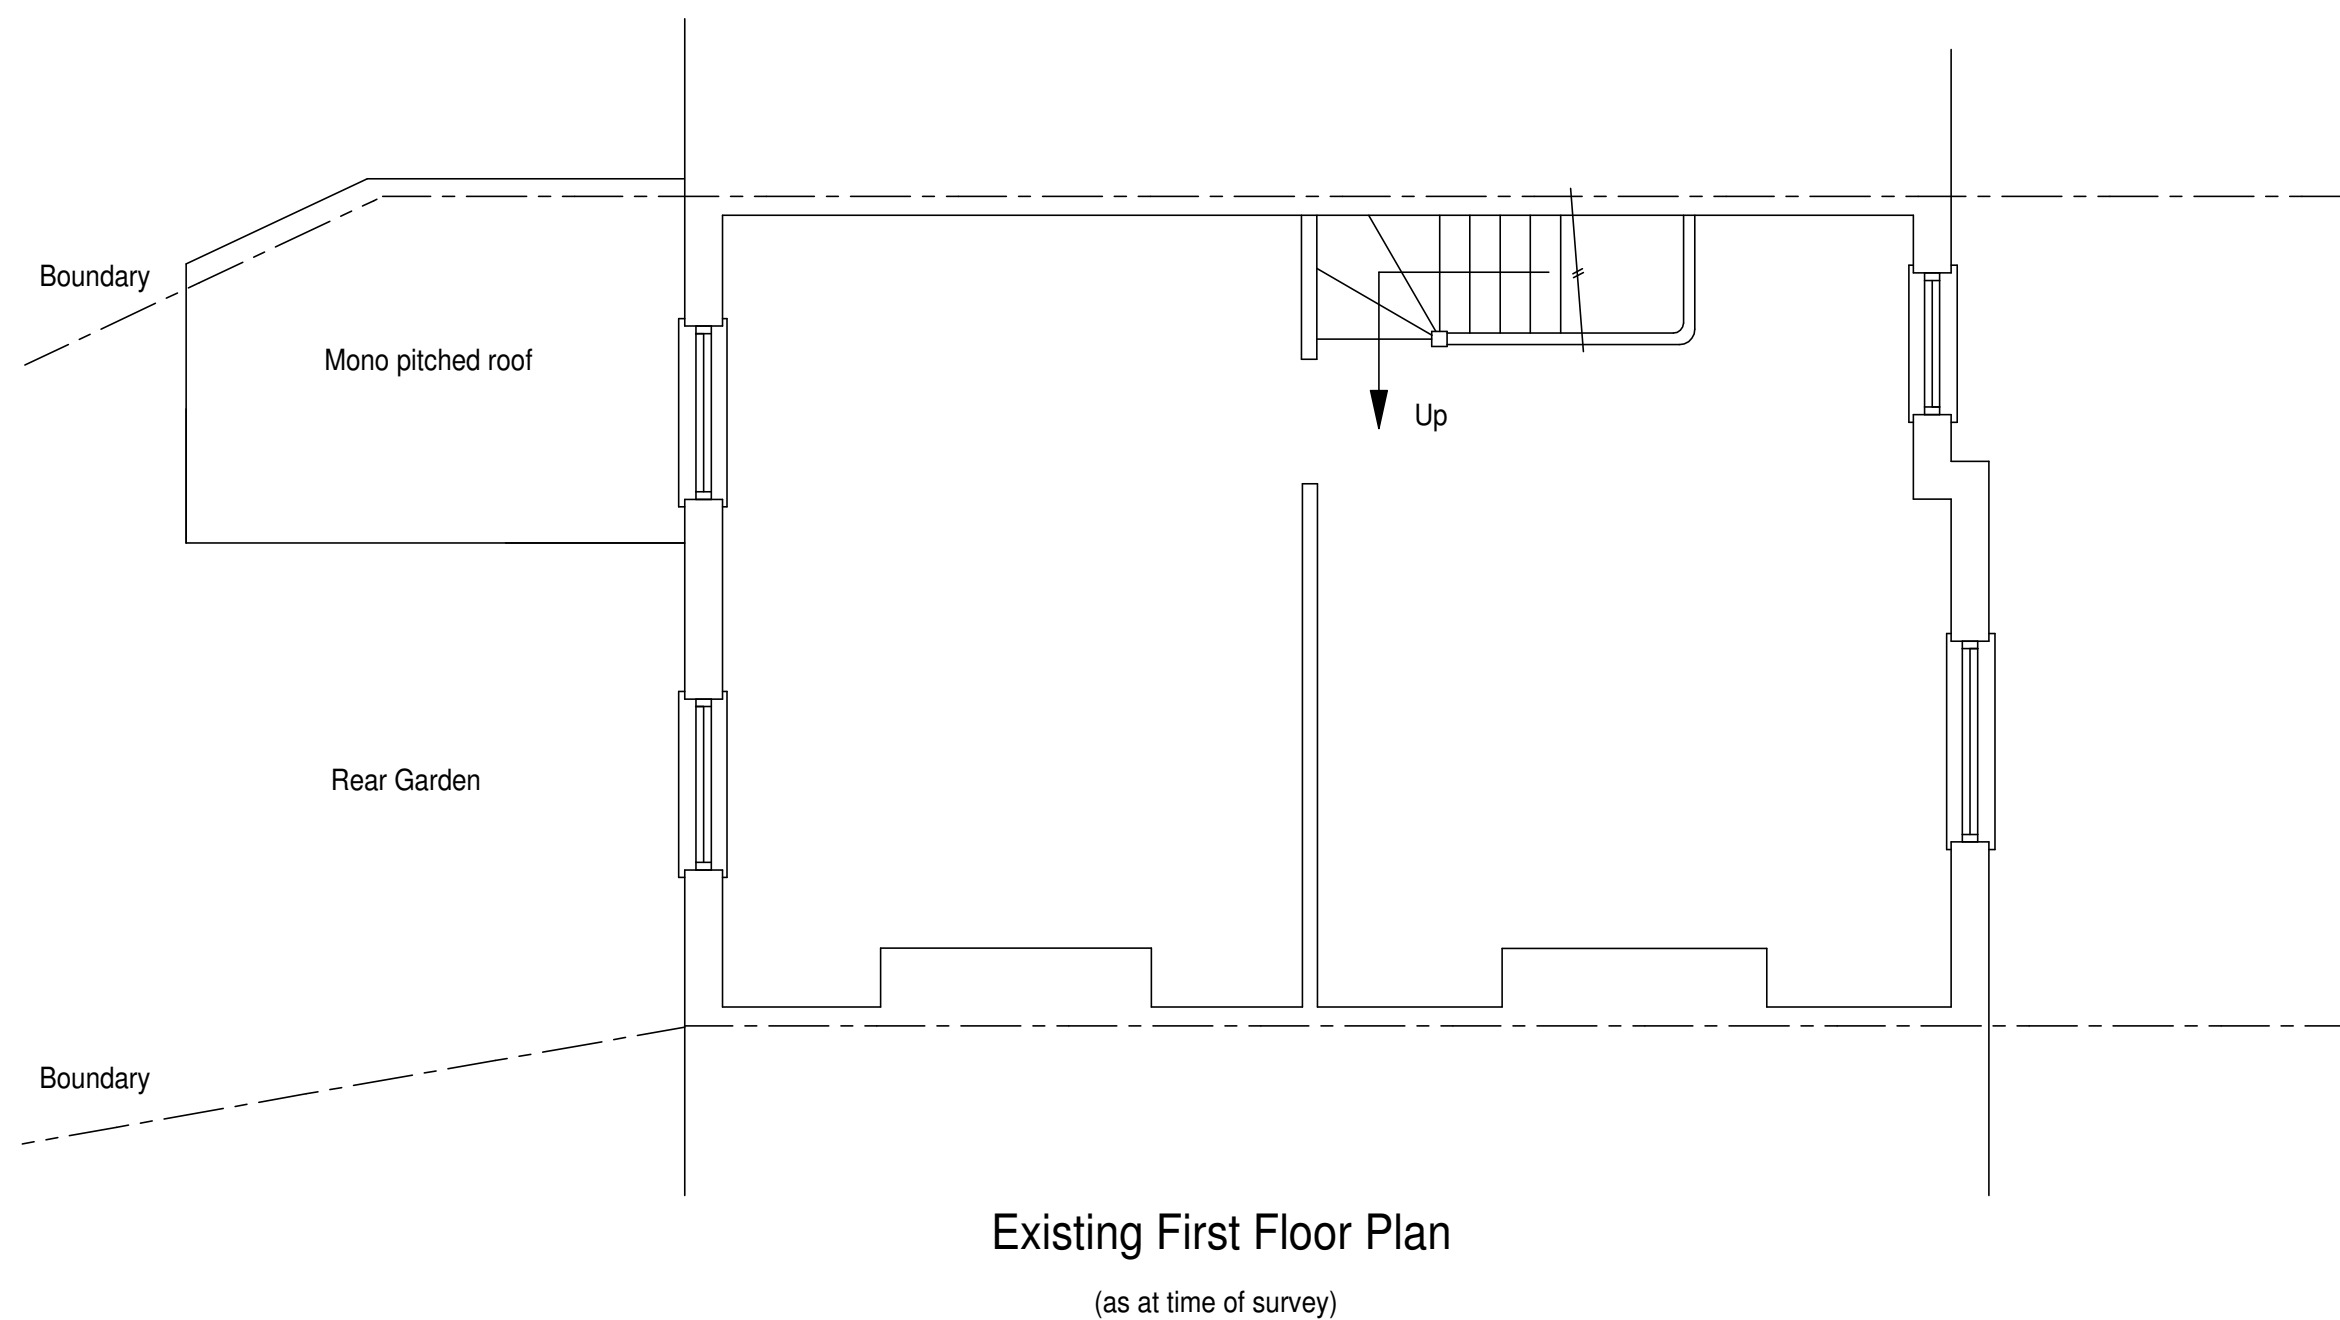 Boundary
Mono pitched roof
Up
Rear Garden
Boundary
Existing First Floor Plan
(as at time of survey)